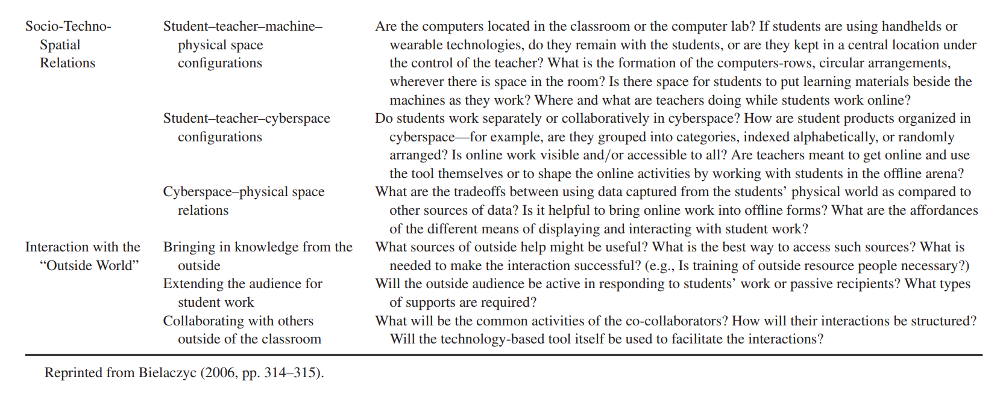 Socio-Techno- Student–teacher–machine– Are the computers located in the classroom or the computer lab? If students are using handhelds or
Spatial physical space wearable technologies, do they remain with the students, or are they kept in a central location under
Relations configurations the control of the teacher? What is the formation of the computers-rows, circular arrangements,
wherever there is space in the room? Is there space for students to put learning materials beside the
machines as they work? Where and what are teachers doing while students work online?
Student–teacher–cyberspace Do students work separately or collaboratively in cyberspace? How are student products organized in
configurations cyberspace—for example, are they grouped into categories, indexed alphabetically, or randomly
arranged? Is online work visible and/or accessible to all? Are teachers meant to get online and use
the tool themselves or to shape the online activities by working with students in the offline arena?
Cyberspace–physical space What are the tradeoffs between using data captured from the students’ physical world as compared to
relations other sources of data? Is it helpful to bring online work into offline forms? What are the affordances
of the different means of displaying and interacting with student work?
Interaction with the Bringing in knowledge from the What sources of outside help might be useful? What is the best way to access such sources? What is
“Outside World” outside needed to make the interaction successful? (e.g., Is training of outside resource people necessary?)
Extending the audience for Will the outside audience be active in responding to students’ work or passive recipients? What types
student work of supports are required?
Collaborating with others What will be the common activities of the co-collaborators? How will their interactions be structured?
outside of the classroom Will the technology-based tool itself be used to facilitate the interactions?
Reprinted from Bielaczyc (2006, pp. 314–315).